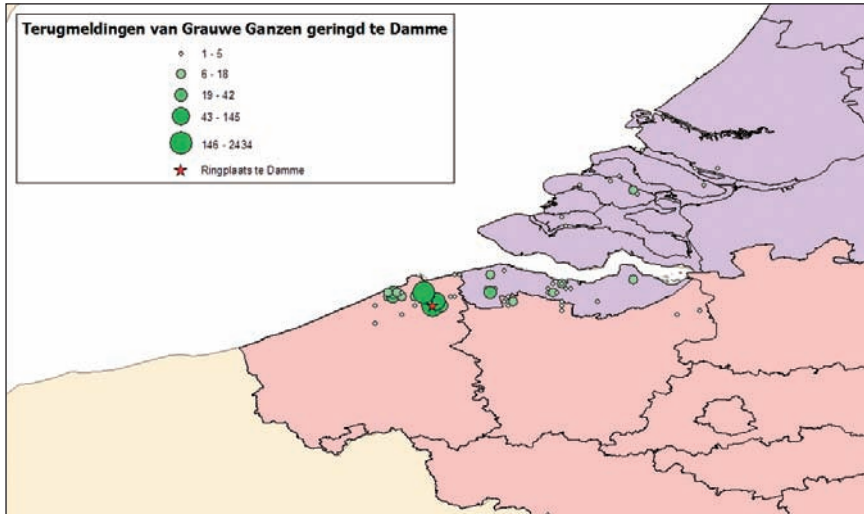 Terugmeldingen van Grauwe Ganzen geringd te Damme
1 - 5
6 - 18
19 - 42
43 - 145
146 - 2434
Ringplaats te Damme